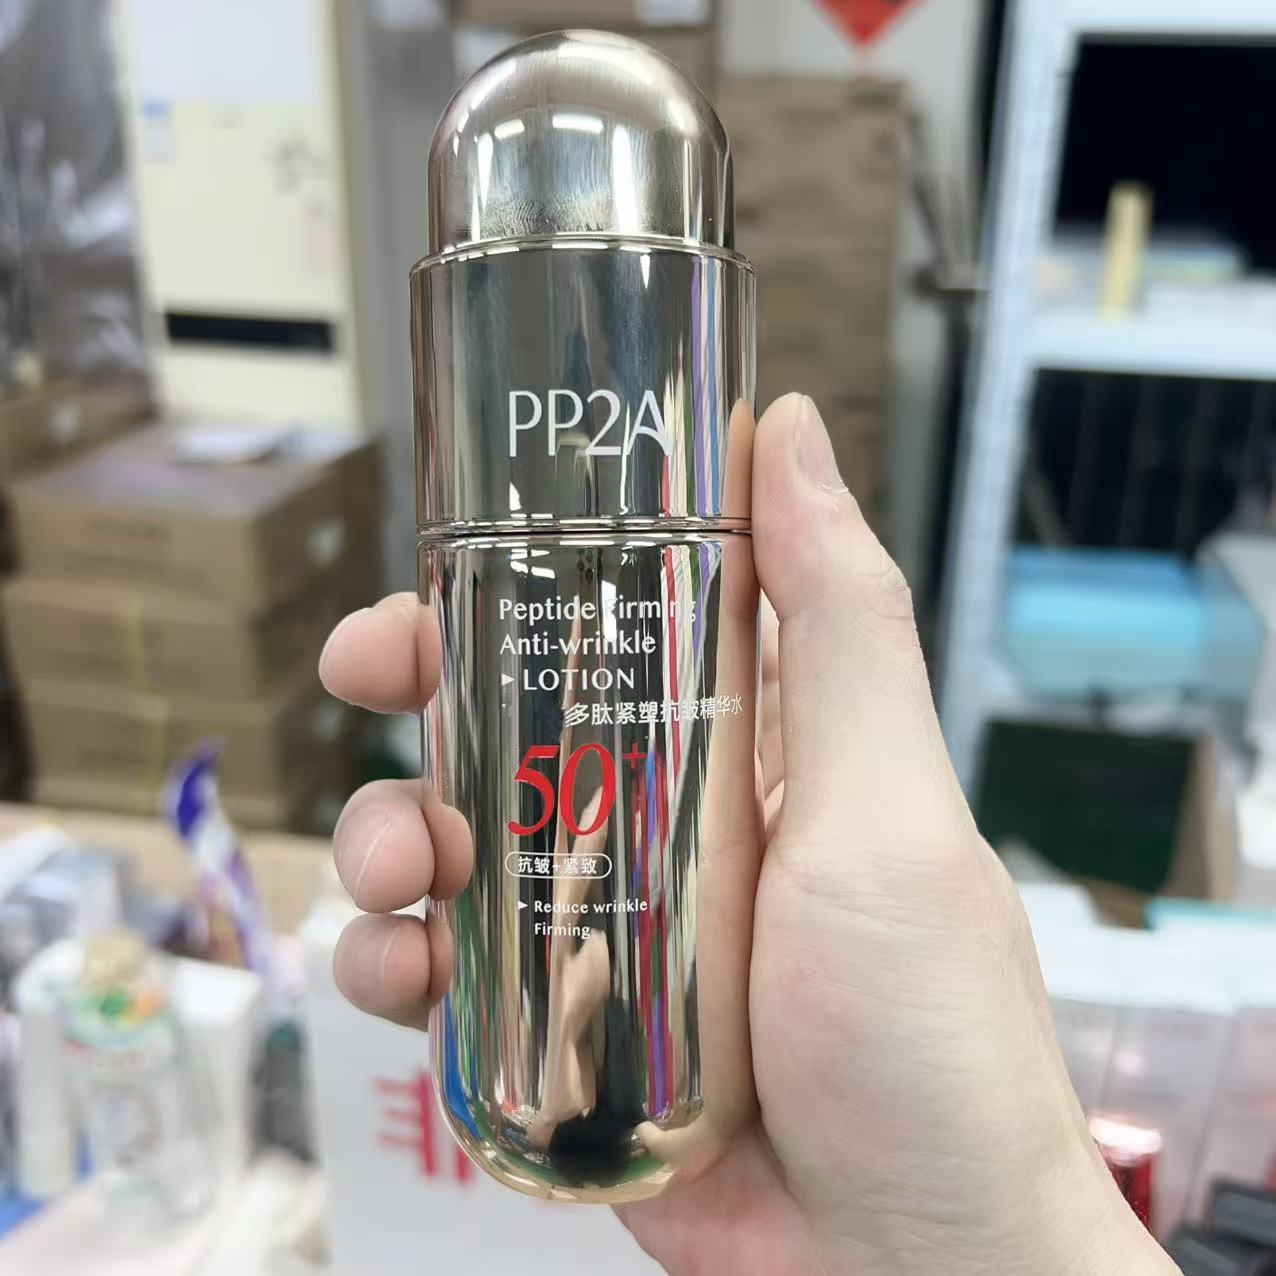 PP2A
Peptide Firming
Anti-wrinkle
▸ LOTION
多肽紧塑抗皱精华水
50+
抗皱+紧致
▸ Reduce wrinkle
Firming